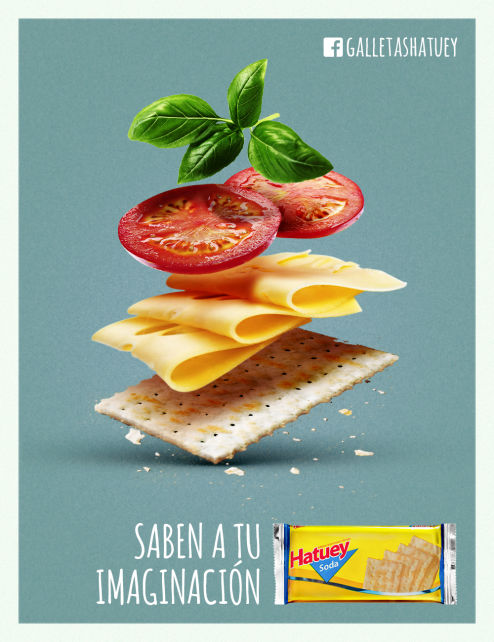 GALLETASHATUEY
SABEN A TU
IMAGINACIÓN
Hatuey
Soda